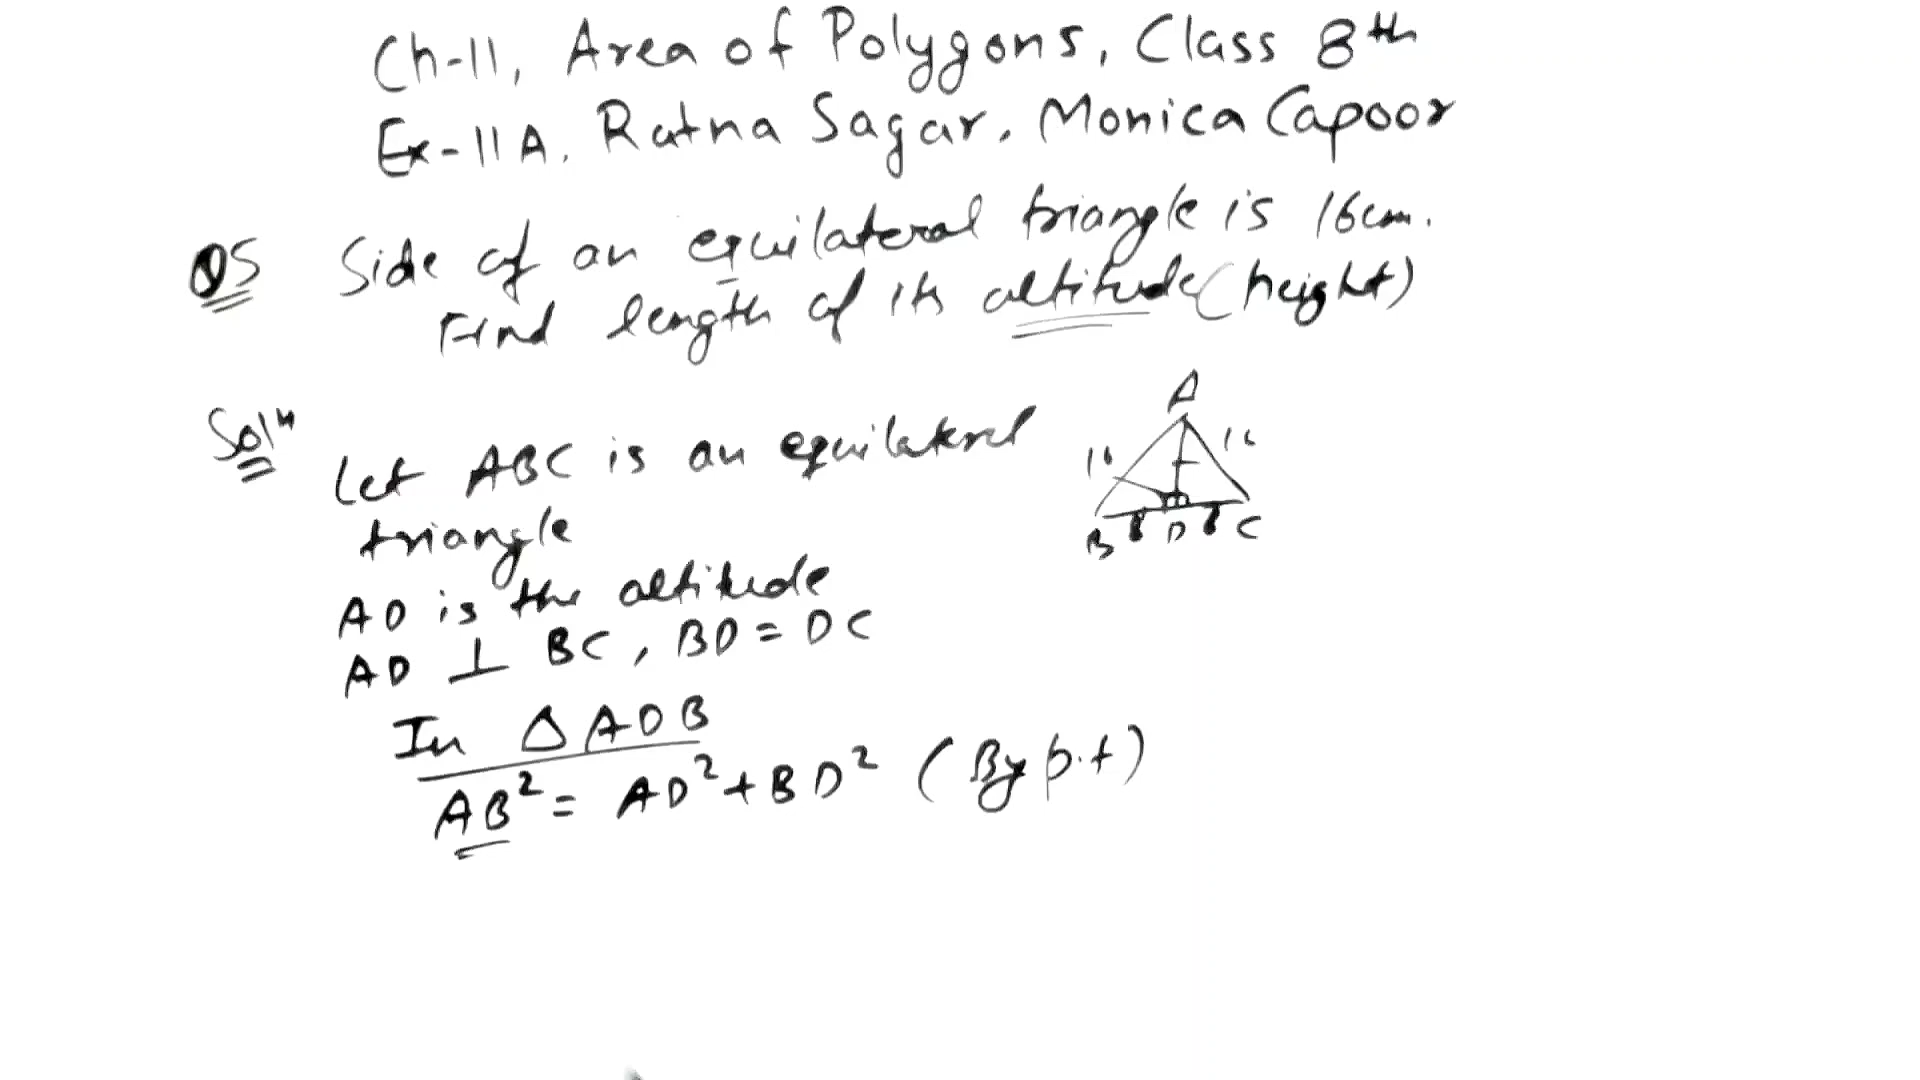 Ch-11, Area of Polygons, Class 8th
Ex-11A, Ratna Sagar, Monica Capoor
Q5 Side of an equilateral triangle is 16cm.
Find length of its altitude (height)
Soln
Let ABC is an equilateral
triangle
AD is the altitude
AD ⊥ BC, BD = DC
In △ ADB
AB² = AD² + BD² (By p.t)
A
16 16
B 8 D 8 C